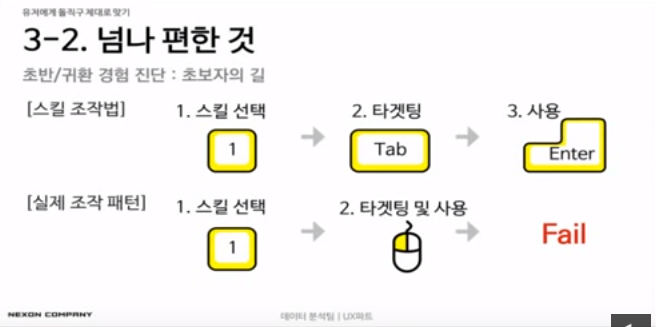 유저에게 돌직구 제대로 맞기
3-2. 넘나 편한 것
초반/귀환 경험 진단 : 초보자의 길
[스킬 조작법] 1. 스킬 선택 2. 타겟팅 3. 사용
1 Tab Enter
[실제 조작 패턴] 1. 스킬 선택 2. 타겟팅 및 사용
1 Fail
NEXON COMPANY 데이터 분석팀 | UX파트